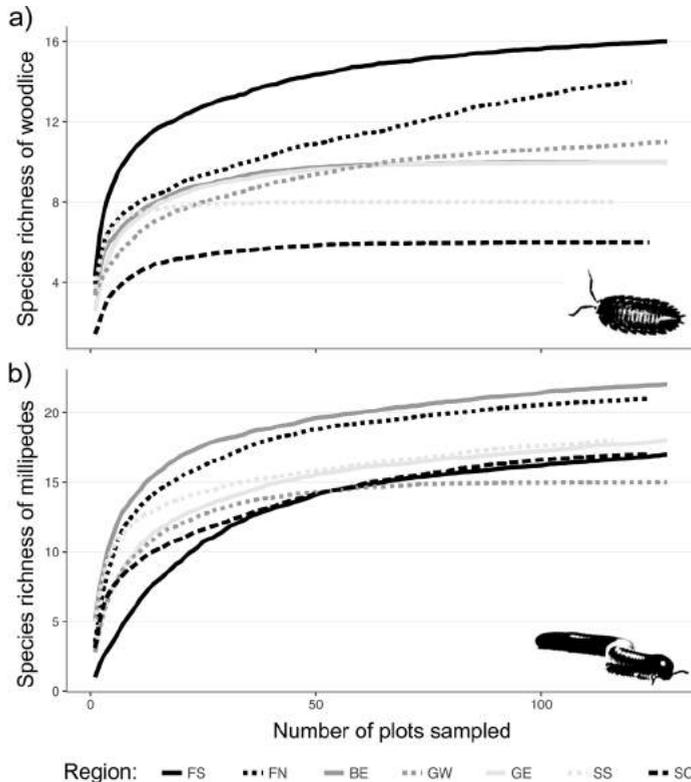 a)
Species richness of woodlice
16
12
8
4
b)
Species richness of millipedes
20
15
10
5
0
0 50 100
Number of plots sampled
Region: FS FN BE GW GE SS